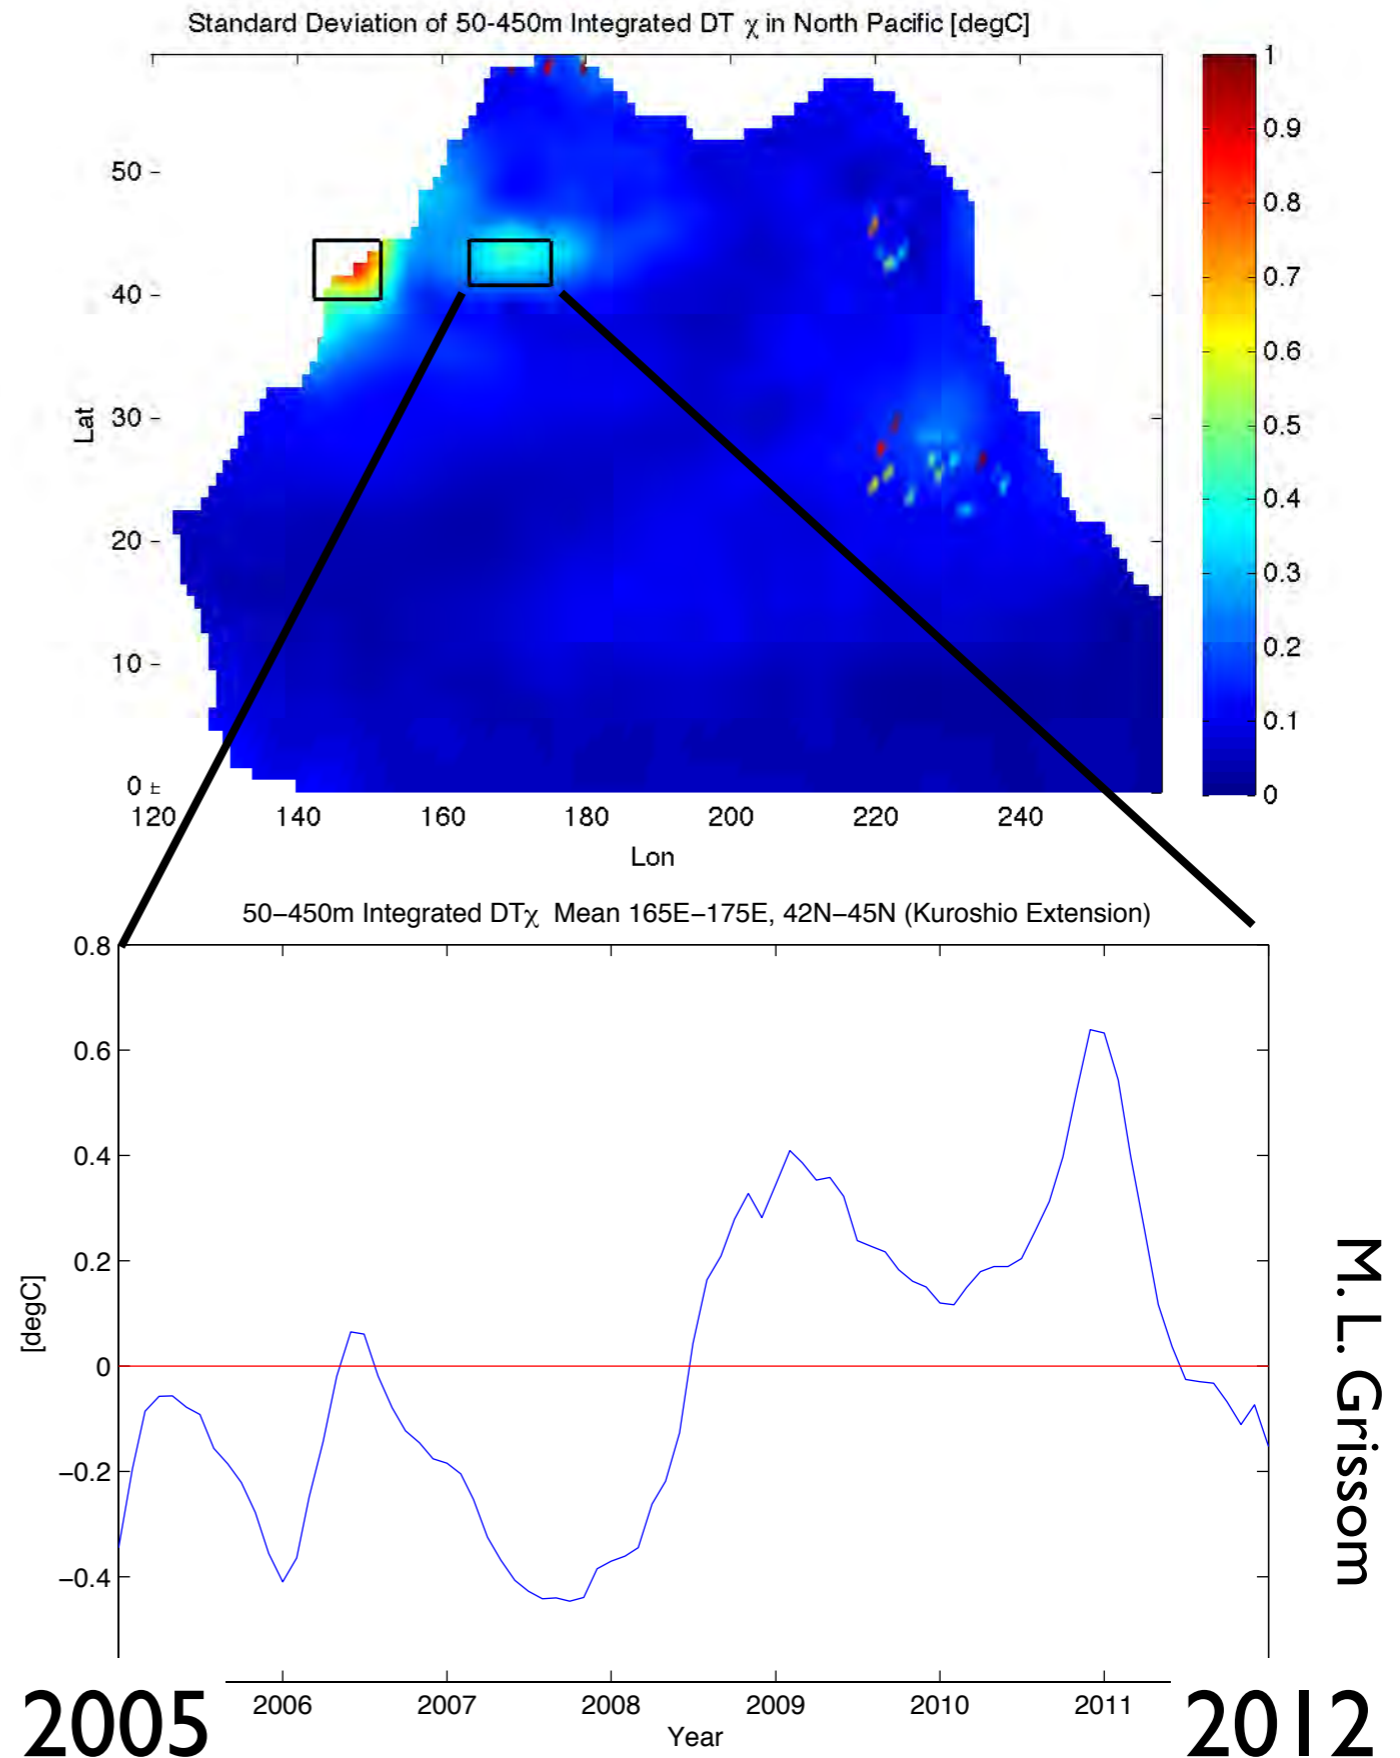 Standard Deviation of 50-450m Integrated DT χ in North Pacific [degC]
1
0.9
0.8
0.7
0.6
0.5
0.4
0.3
0.2
0.1
0
Lat
50
40
30
20
10
0
120 140 160 180 200 220 240
Lon
50−450m Integrated DTχ Mean 165E−175E, 42N−45N (Kuroshio Extension)
[degC]
0.8
0.6
0.4
0.2
0
−0.2
−0.4
2005 2006 2007 2008 2009 2010 2011 2012
Year
M. L. Grissom